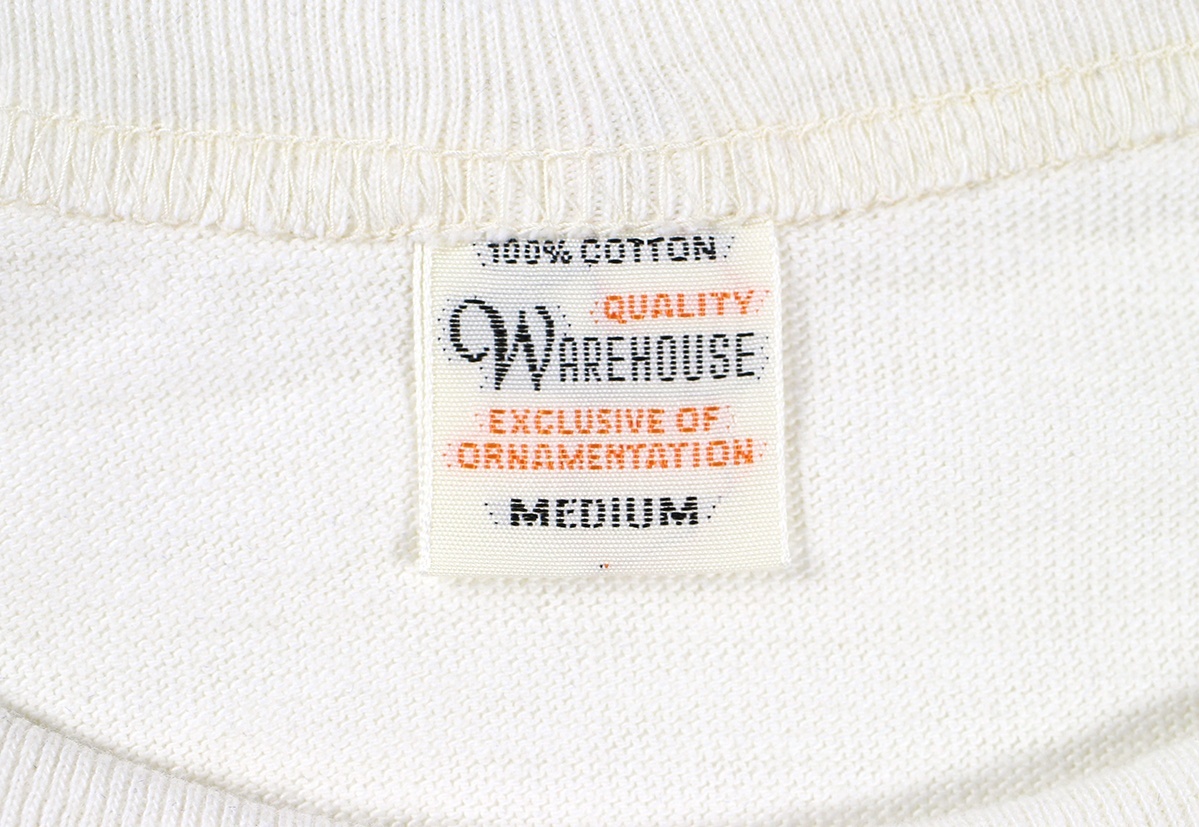 100% COTTON
QUALITY
WAREHOUSE
EXCLUSIVE OF
ORNAMENTATION
MEDIUM